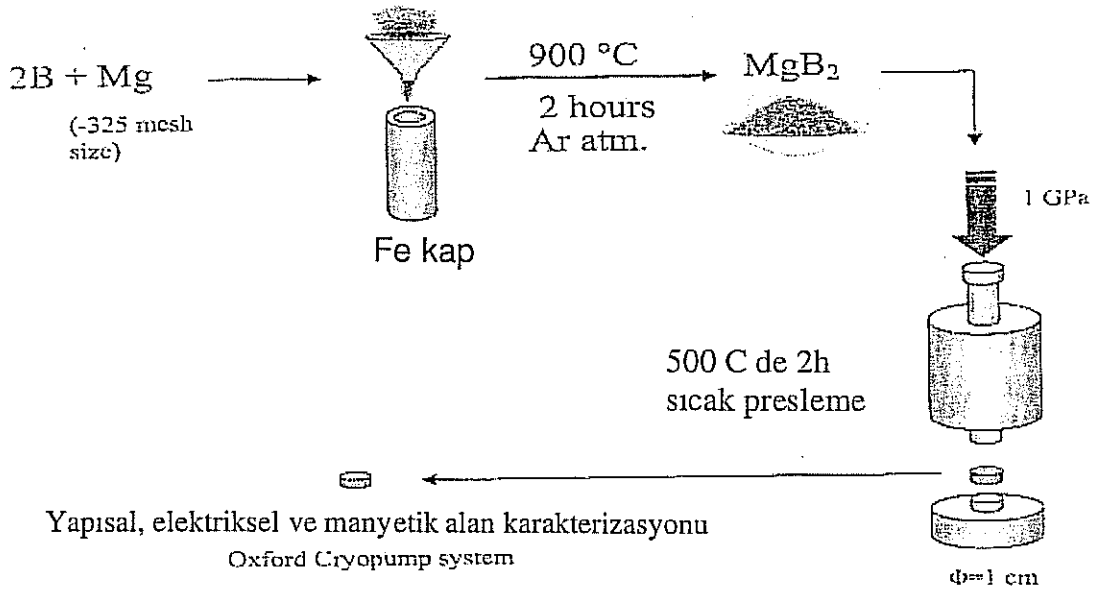 2B + Mg
(-325 mesh
size)
Fe kap
900 °C
2 hours
Ar atm.
MgB₂
1 GPa
500 C de 2h
sıcak presleme
Φ=1 cm
Yapısal, elektriksel ve manyetik alan karakterizasyonu
Oxford Cryopump system